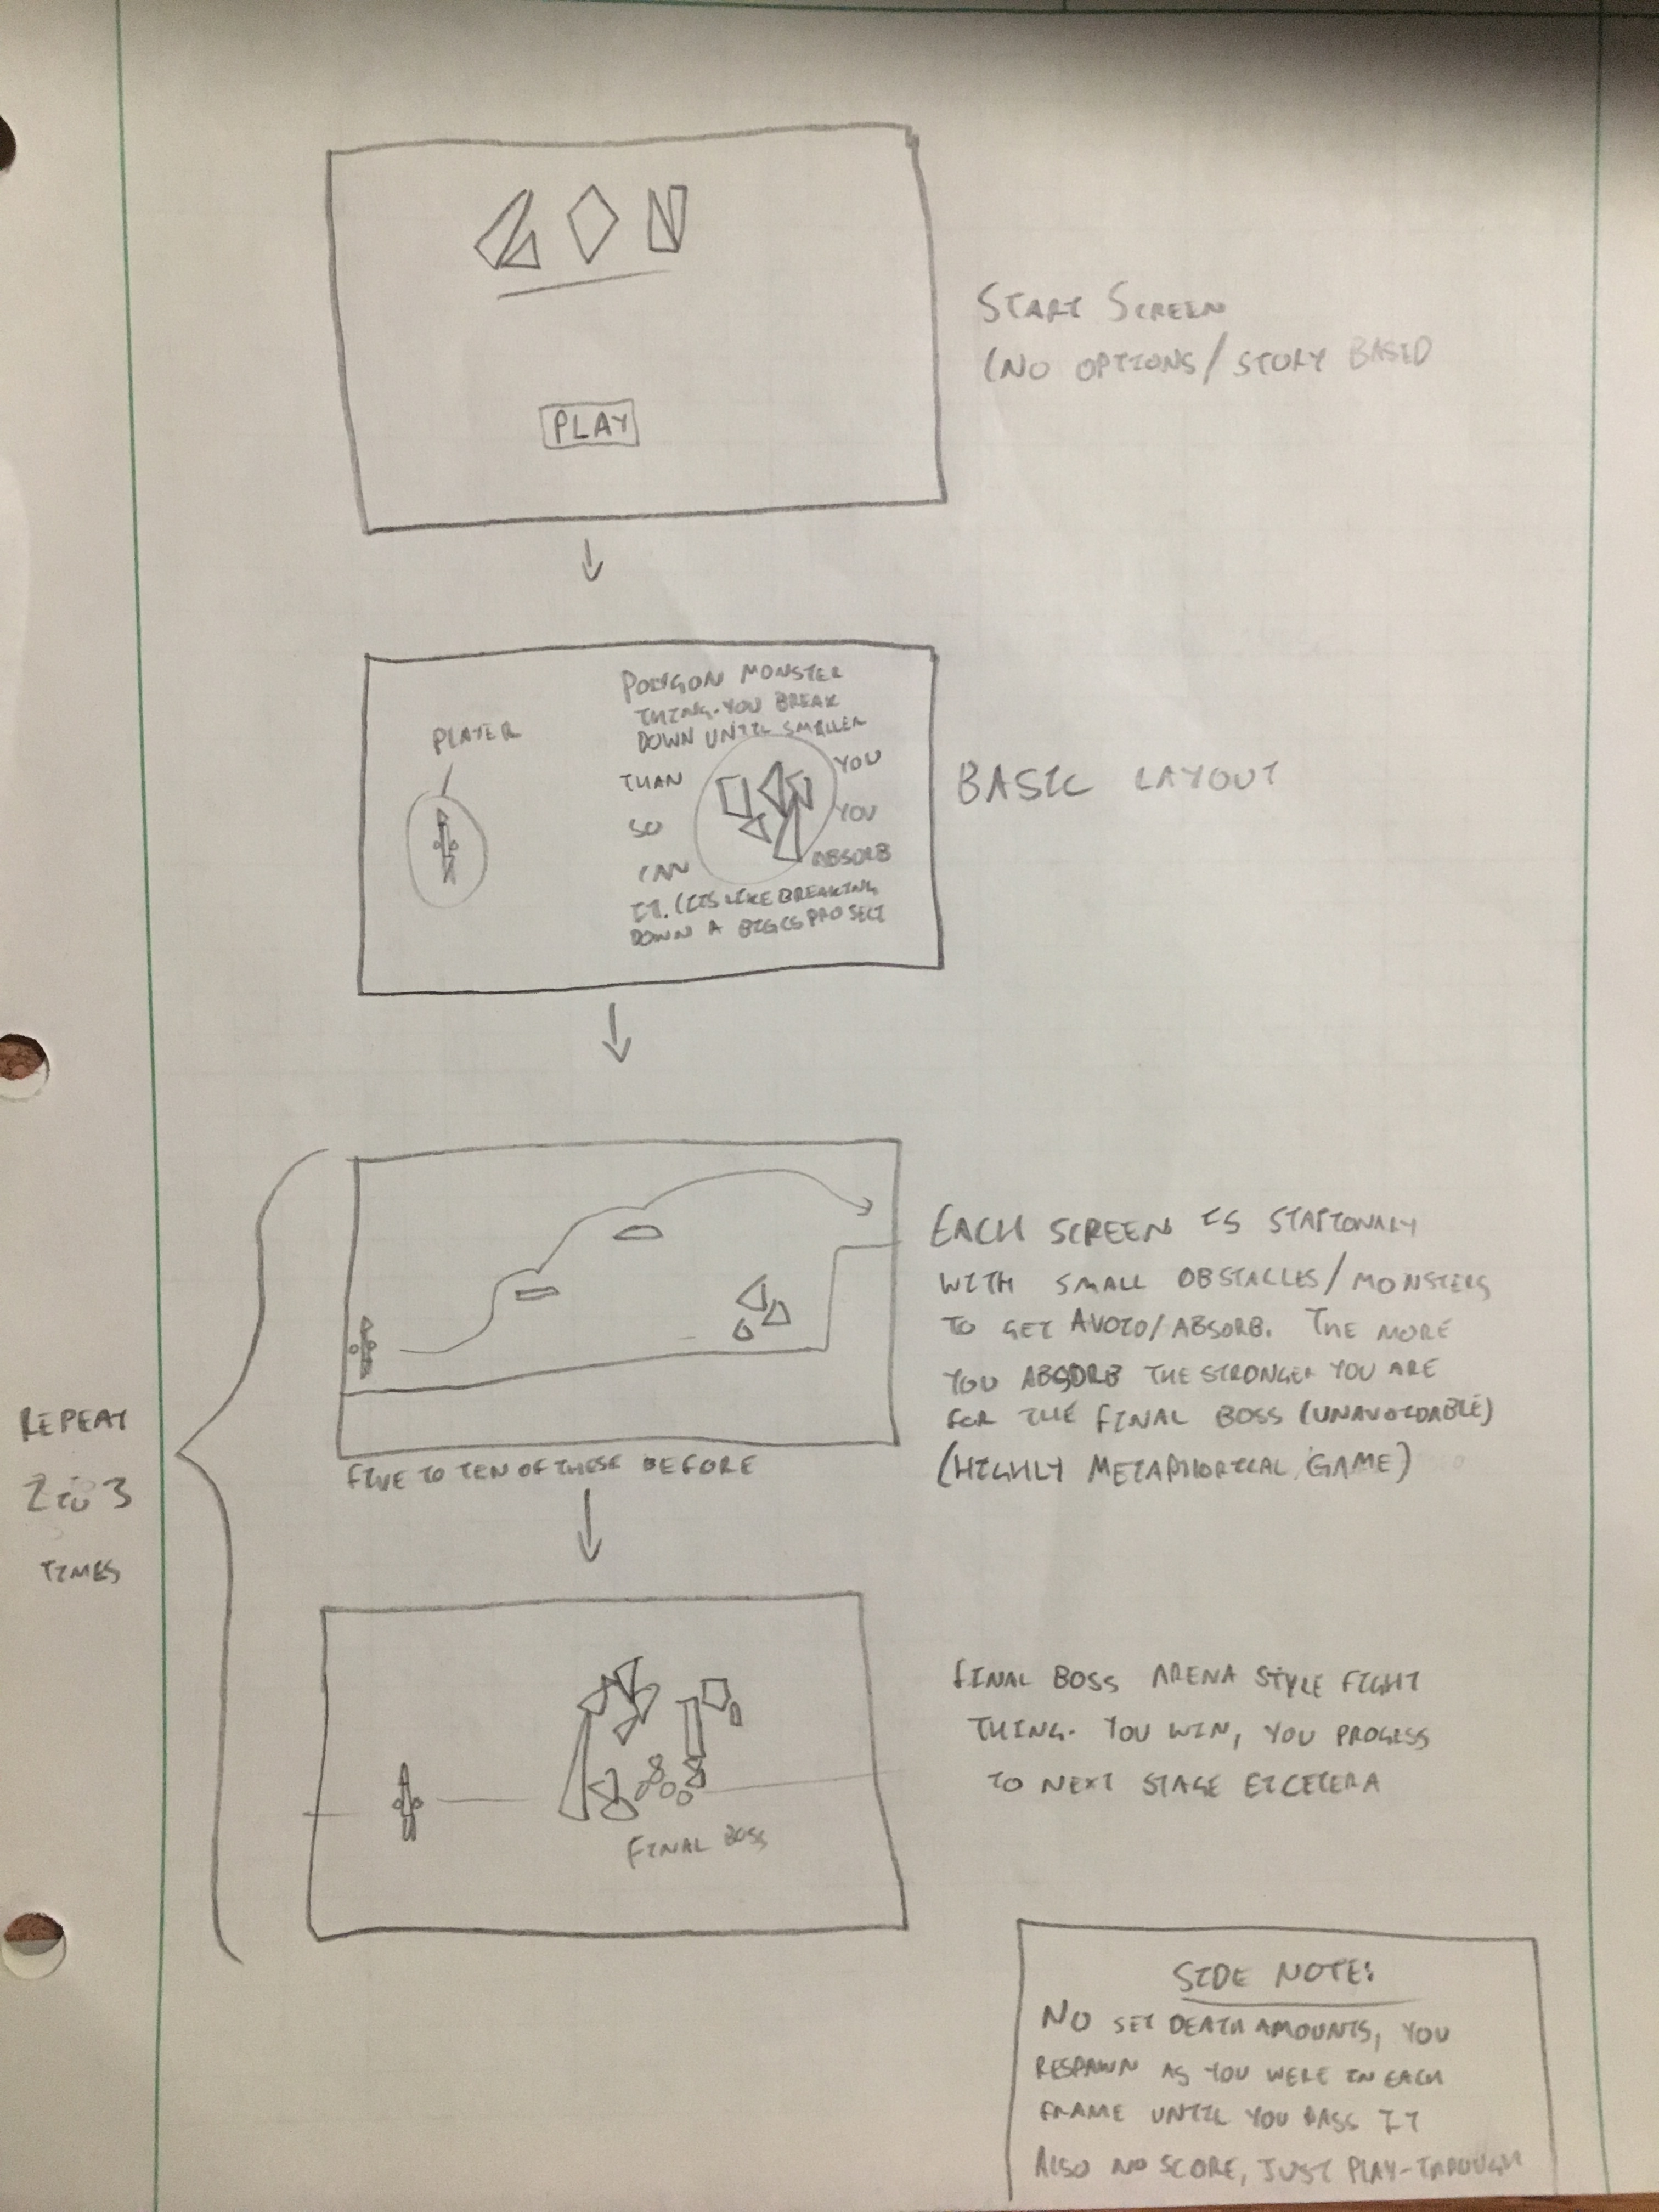 PLAY
START SCREEN
(NO OPTIONS/STORY BASED
PLAYER
POLYGON MONSTER
THING. YOU BREAK
DOWN UNTIL SMALLER
THAN YOU
SO YOU
CAN ABSORB
IT. (ITS LIKE BREAKING
DOWN A BIG CS PROJECT
BASIC LAYOUT
EACH SCREEN IS STATIONARY
WITH SMALL OBSTACLES/MONSTERS
TO GET AVOID/ABSORB. THE MORE
YOU ABSORB THE STRONGER YOU ARE
FOR THE FINAL BOSS (UNAVOIDABLE)
(HIGHLY METAPHORICAL GAME)
FIVE TO TEN OF THESE BEFORE
REPEAT
2 TO 3
TIMES
FINAL BOSS ARENA STYLE FIGHT
THING. YOU WIN, YOU PROGESS
TO NEXT STAGE ETCETERA
FINAL BOSS
SIDE NOTE:
NO SET DEATH AMOUNTS, YOU
RESPAWN AS YOU WERE IN EACH
FRAME UNTIL YOU PASS IT
ALSO NO SCORE, JUST PLAY-THROUGH